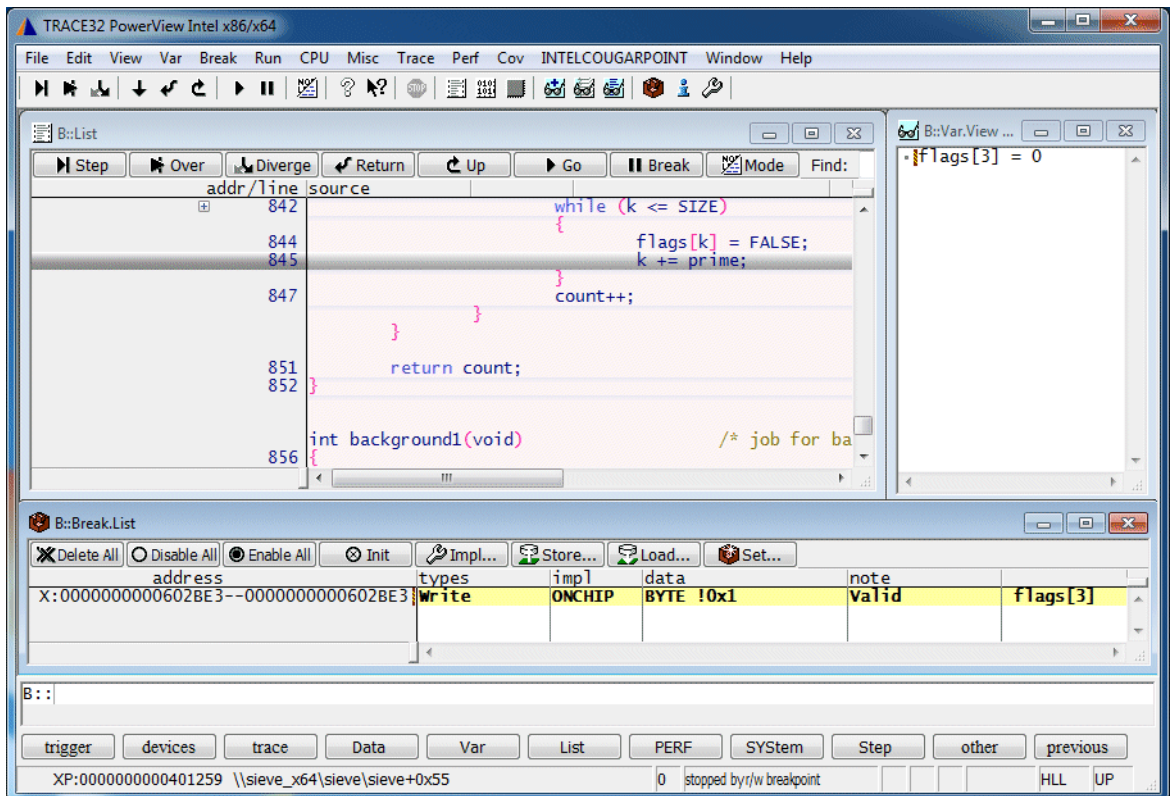 TRACE32 PowerView Intel x86/x64
File Edit View Var Break Run CPU Misc Trace Perf Cov INTELCOUGARPOINT Window Help
B::List
Step Over Diverge Return Up Go Break Mode Find:
addr/line source
842 while (k <= SIZE)
{
844 flags[k] = FALSE;
845 k += prime;
}
847 count++;
}
}
851 return count;
852 }
int background1(void) /* job for ba
856 {
B::Var.View ...
flags[3] = 0
B::Break.List
Delete All Disable All Enable All Init Impl... Store... Load... Set...
address types impl data note
X:0000000000602BE3--0000000000602BE3 Write ONCHIP BYTE !0x1 Valid flags[3]
B::
trigger devices trace Data Var List PERF SYStem Step other previous
XP:0000000000401259 \\sieve_x64\sieve\sieve+0x55 0 stopped by r/w breakpoint HLL UP